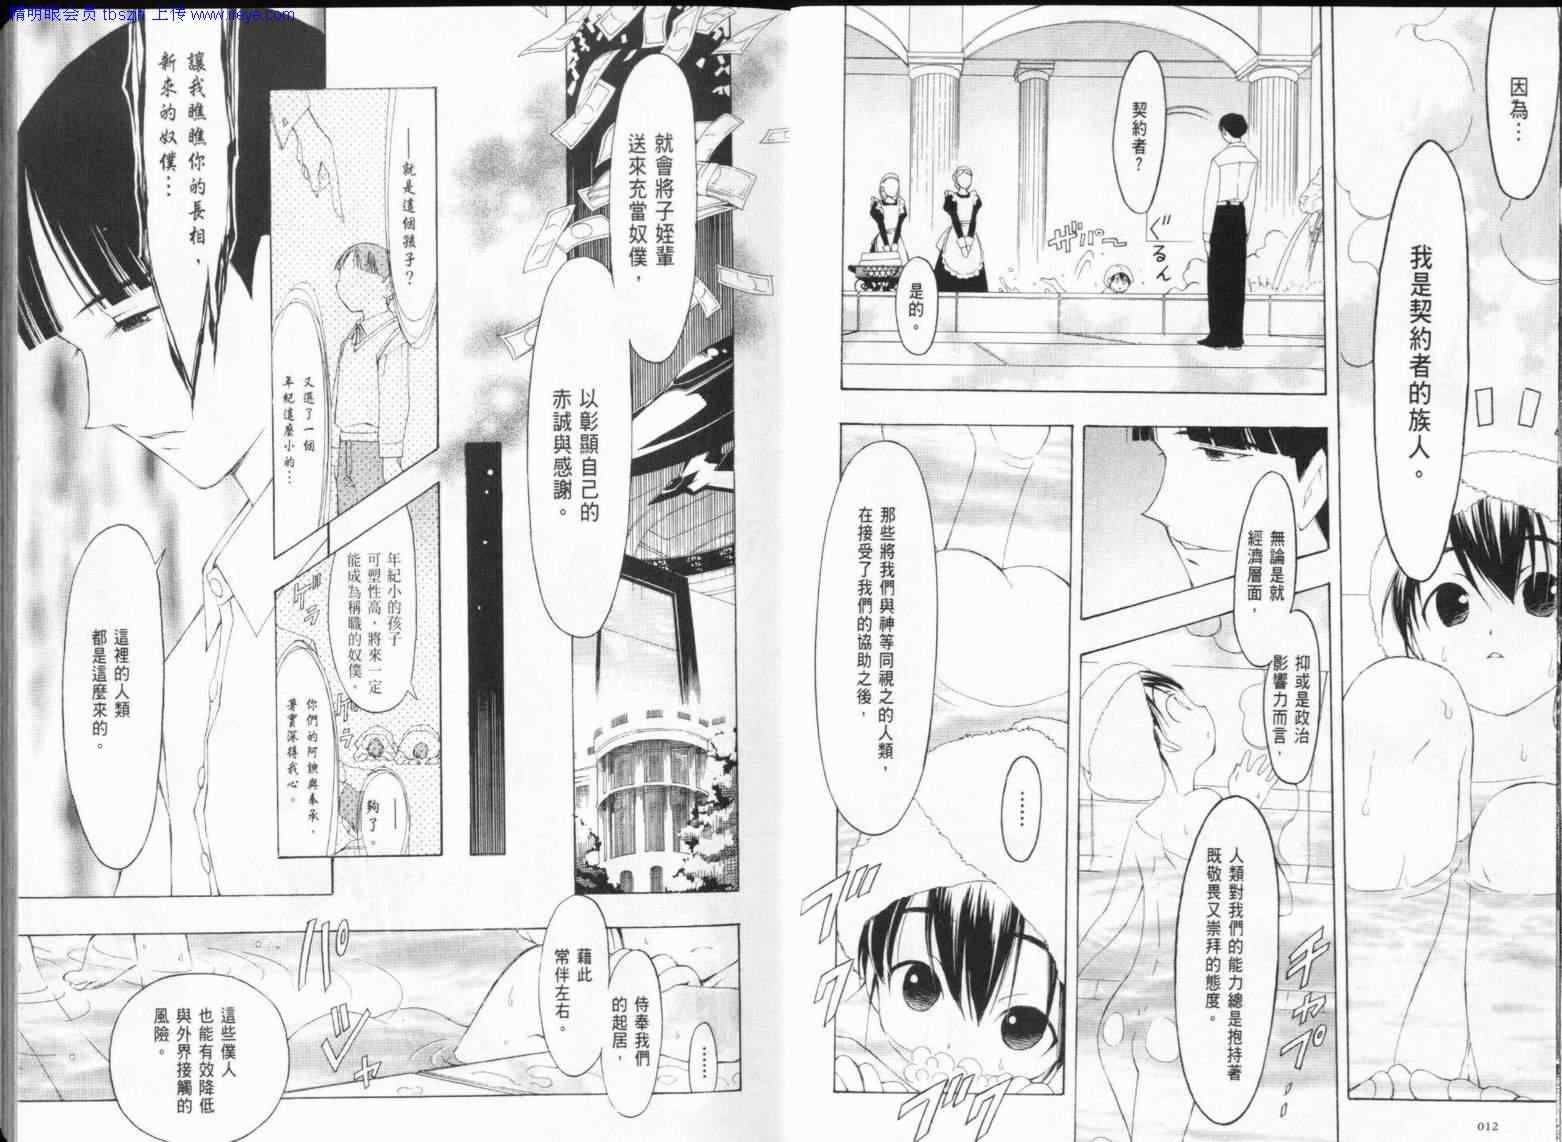 精明眼会员 tbszjn 上传 www.jmeye.com
因為…
我是契約者的族人。
契約者？
ざばー
ぐるん
是的。
無論是就
經濟層面，
抑或是政治
影響力而言，
人類對我們的能力總是抱持著
既敬畏又崇拜的態度。
チャプ…
那些將我們與神等同視之的人類，
在接受了我們的協助之後，
……
ブクブクブク
012
就會將子姪輩
送來充當奴僕，
以彰顯自己的
赤誠與感謝。
──就是這個孩子？
又選了一個
年紀這麼小的…
讓我瞧瞧你的長相，
新來的奴僕…
年紀小的孩子
可塑性高，將來一定
能成為稱職的奴僕。
ゲラ
ゲラ
你們的阿諛與奉承，
著實深得我心。
──夠了。
這裡的人類
都是這麼來的。
……
侍奉我們
的起居，
藉此
常伴左右。
パシャ
這些僕人
也能有效降低
與外界接觸的
風險。